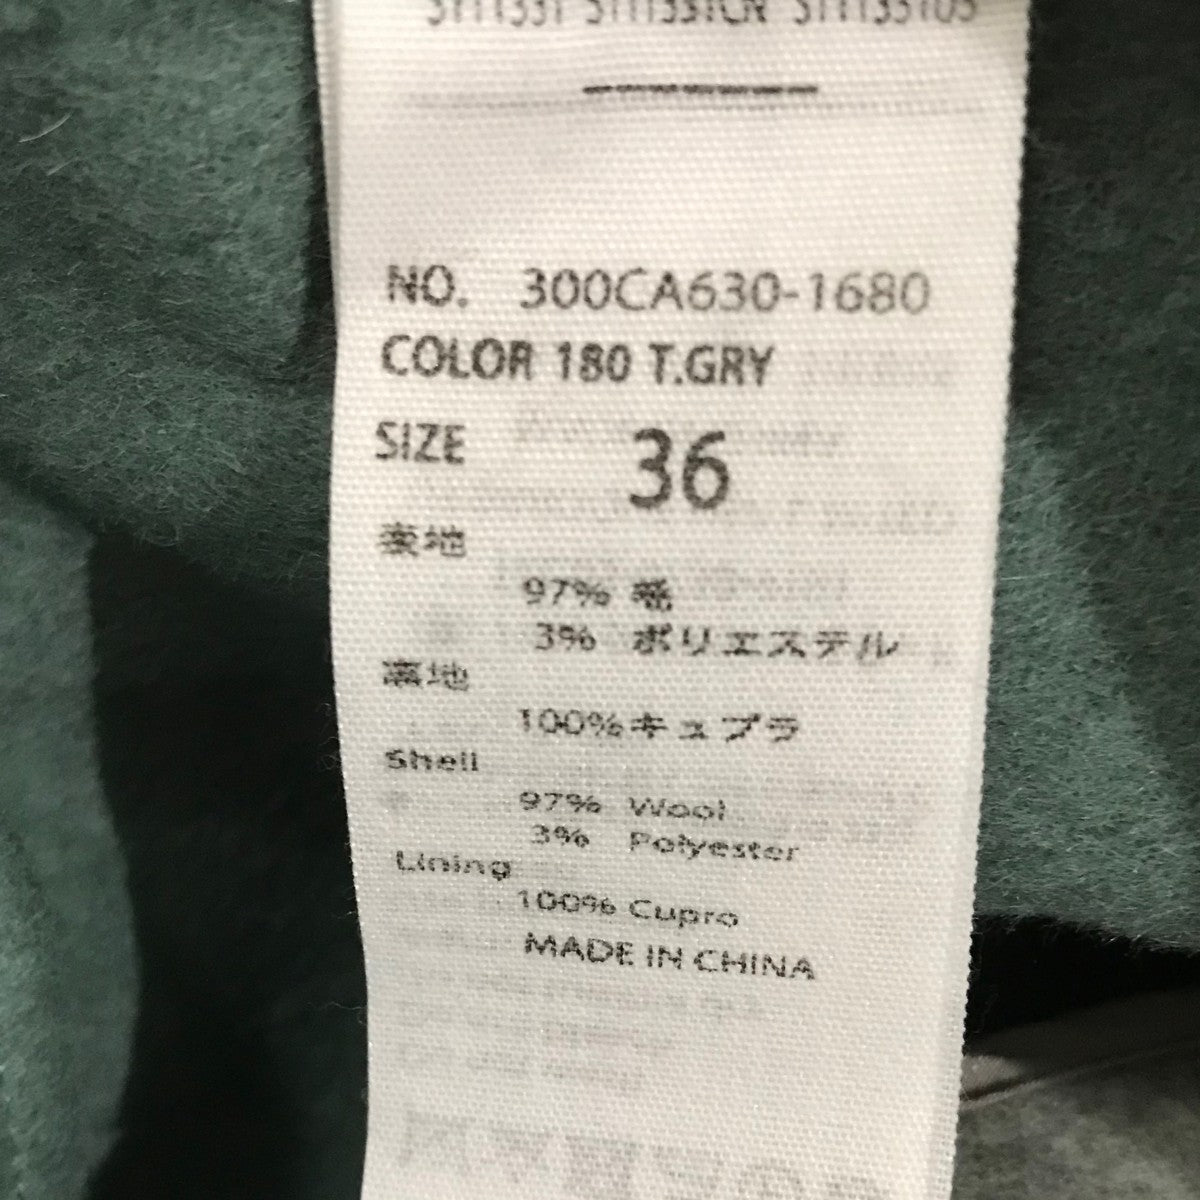 NO. 300CA630-1680
COLOR 180 T.GRY
SIZE 36
表地
97% 毛
3% ポリエステル
裏地
100% キュプラ
Shell
97% Wool
3% Polyester
Lining
100% Cupro
MADE IN CHINA